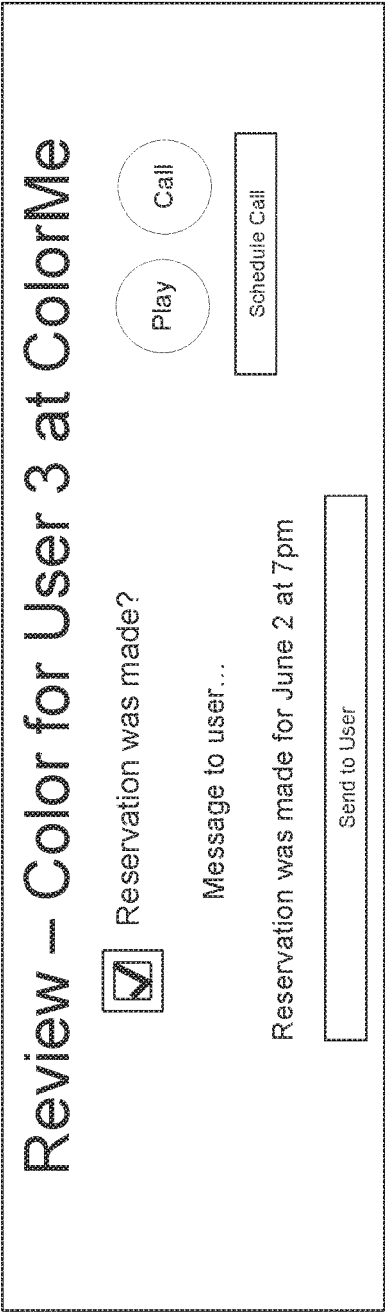 Review – Color for User 3 at ColorMe
Reservation was made?
Play
Call
Message to user...
Schedule Call
Reservation was made for June 2 at 7pm
Send to User